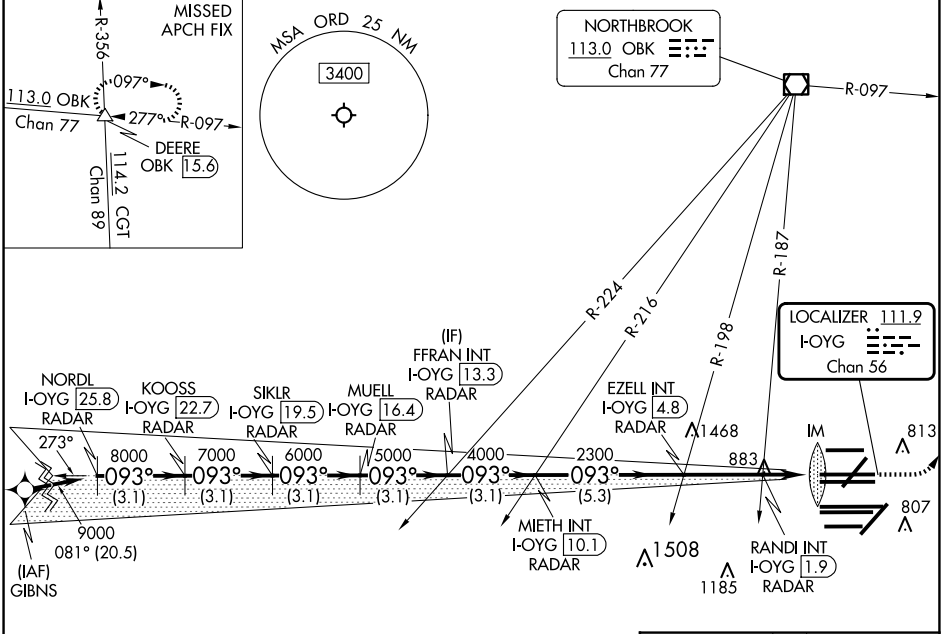 MISSED
APCH FIX
R-356
097°
113.0 OBK
Chan 77
277°
R-097
DEERE
OBK 15.6
114.2 CGT
Chan 89
MSA ORD 25 NM
3400
NORTHBROOK
113.0 OBK
Chan 77
R-097
R-224
R-216
R-198
R-187
LOCALIZER 111.9
I-OYG
Chan 56
NORDL
I-OYG 25.8
RADAR
KOOSS
I-OYG 22.7
RADAR
SIKLR
I-OYG 19.5
RADAR
MUELL
I-OYG 16.4
RADAR
(IF)
FFRAN INT
I-OYG 13.3
RADAR
EZELL INT
I-OYG 4.8
RADAR
1468
IM
813
883
273°
8000
093°
(3.1)
7000
093°
(3.1)
6000
093°
(3.1)
5000
093°
(3.1)
4000
093°
(3.1)
2300
093°
(5.3)
9000
081° (20.5)
(IAF)
GIBNS
MIETH INT
I-OYG 10.1
RADAR
1508
1185
RANDI INT
I-OYG 1.9
RADAR
807